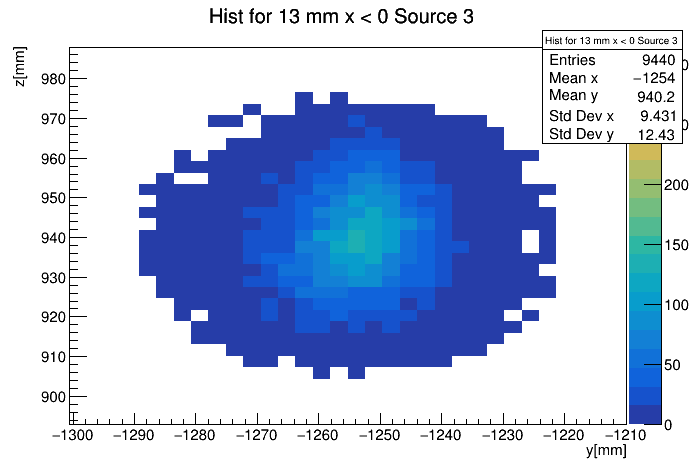 Hist for 13 mm x < 0 Source 3
z[mm]
Hist for 13 mm x < 0 Source 3
Entries 9440
Mean x −1254
Mean y 940.2
Std Dev x 9.431
Std Dev y 12.43
980
970
960
950
940
930
920
910
900
200
150
100
50
0
−1300 −1290 −1280 −1270 −1260 −1250 −1240 −1230 −1220 −1210
y[mm]